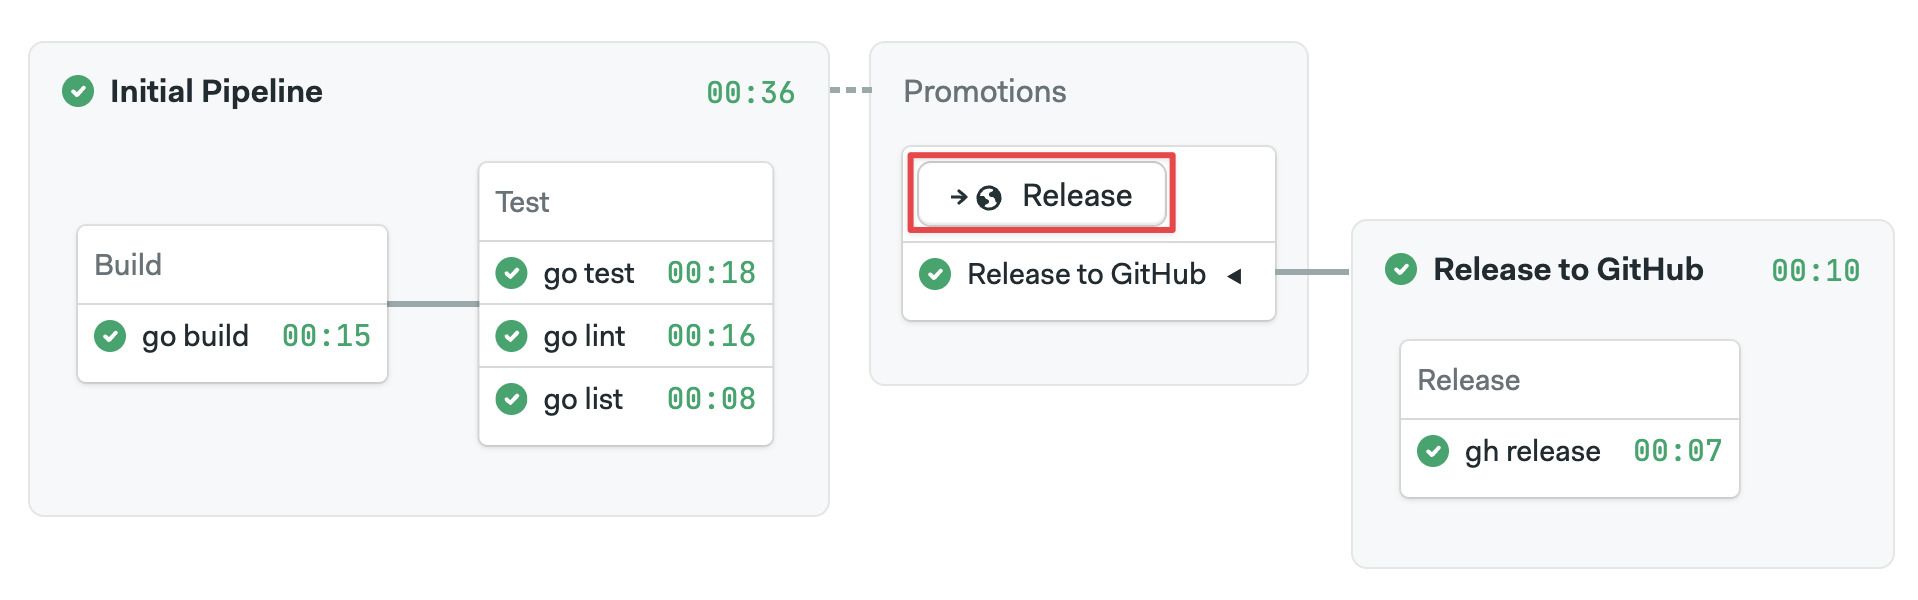 Initial Pipeline 00:36
Build
go build 00:15
Test
go test 00:18
go lint 00:16
go list 00:08
Promotions
Release
Release to GitHub
Release to GitHub 00:10
Release
gh release 00:07